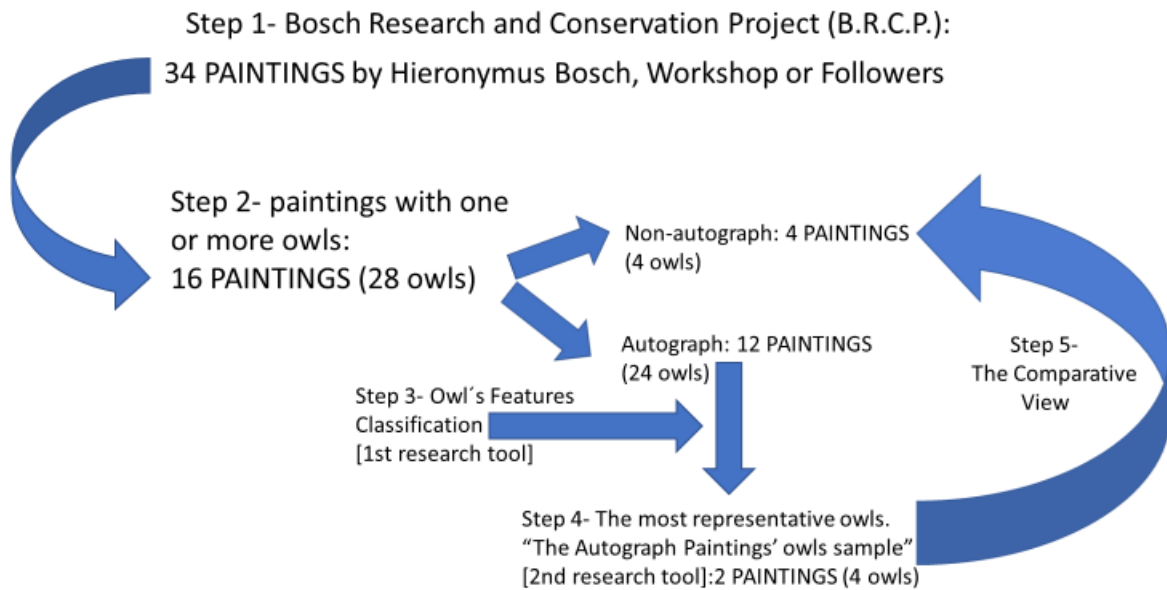 Step 1- Bosch Research and Conservation Project (B.R.C.P.):
34 PAINTINGS by Hieronymus Bosch, Workshop or Followers
Step 2- paintings with one
or more owls:
16 PAINTINGS (28 owls)
Non-autograph: 4 PAINTINGS
(4 owls)
Autograph: 12 PAINTINGS
(24 owls)
Step 3- Owl´s Features
Classification
[1st research tool]
Step 4- The most representative owls.
“The Autograph Paintings’ owls sample”
[2nd research tool]:2 PAINTINGS (4 owls)
Step 5-
The Comparative
View